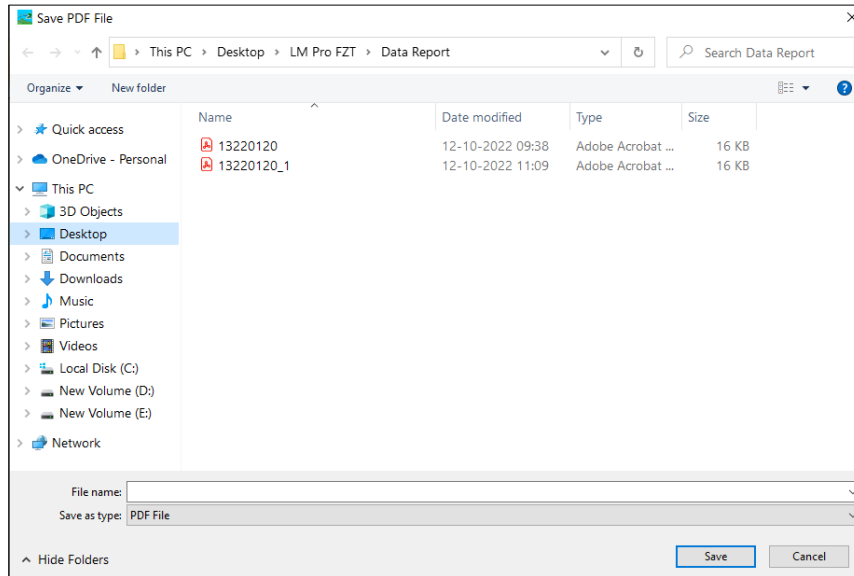 Save PDF File
This PC > Desktop > LM Pro FZT > Data Report
Search Data Report
Organize
New folder
Name Date modified Type Size
13220120 12-10-2022 09:38 Adobe Acrobat ... 16 KB
13220120_1 12-10-2022 11:09 Adobe Acrobat ... 16 KB
Quick access
OneDrive - Personal
This PC
3D Objects
Desktop
Documents
Downloads
Music
Pictures
Videos
Local Disk (C:)
New Volume (D:)
New Volume (E:)
Network
File name:
Save as type: PDF File
Hide Folders
Save
Cancel